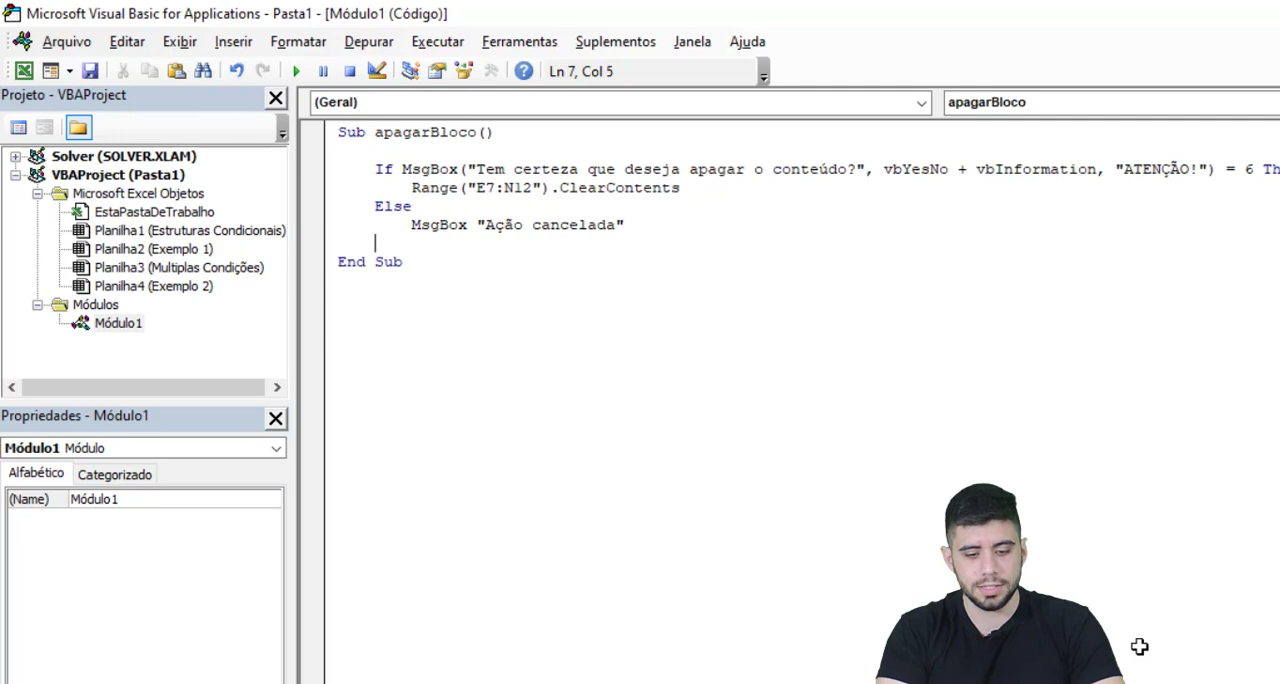 Microsoft Visual Basic for Applications - Pasta1 - [Módulo1 (Código)]
Arquivo Editar Exibir Inserir Formatar Depurar Executar Ferramentas Suplementos Janela Ajuda
Ln 7, Col 5
Projeto - VBAProject
(Geral) apagarBloco
Solver (SOLVER.XLAM)
VBAProject (Pasta1)
Microsoft Excel Objetos
EstaPastaDeTrabalho
Planilha1 (Estruturas Condicionais)
Planilha2 (Exemplo 1)
Planilha3 (Multiplas Condições)
Planilha4 (Exemplo 2)
Módulos
Módulo1
Propriedades - Módulo1
Módulo1 Módulo
Alfabético Categorizado
(Name) Módulo1
Sub apagarBloco()
If MsgBox("Tem certeza que deseja apagar o conteúdo?", vbYesNo + vbInformation, "ATENÇÃO!") = 6 Th
Range("E7:N12").ClearContents
Else
MsgBox "Ação cancelada"
End Sub